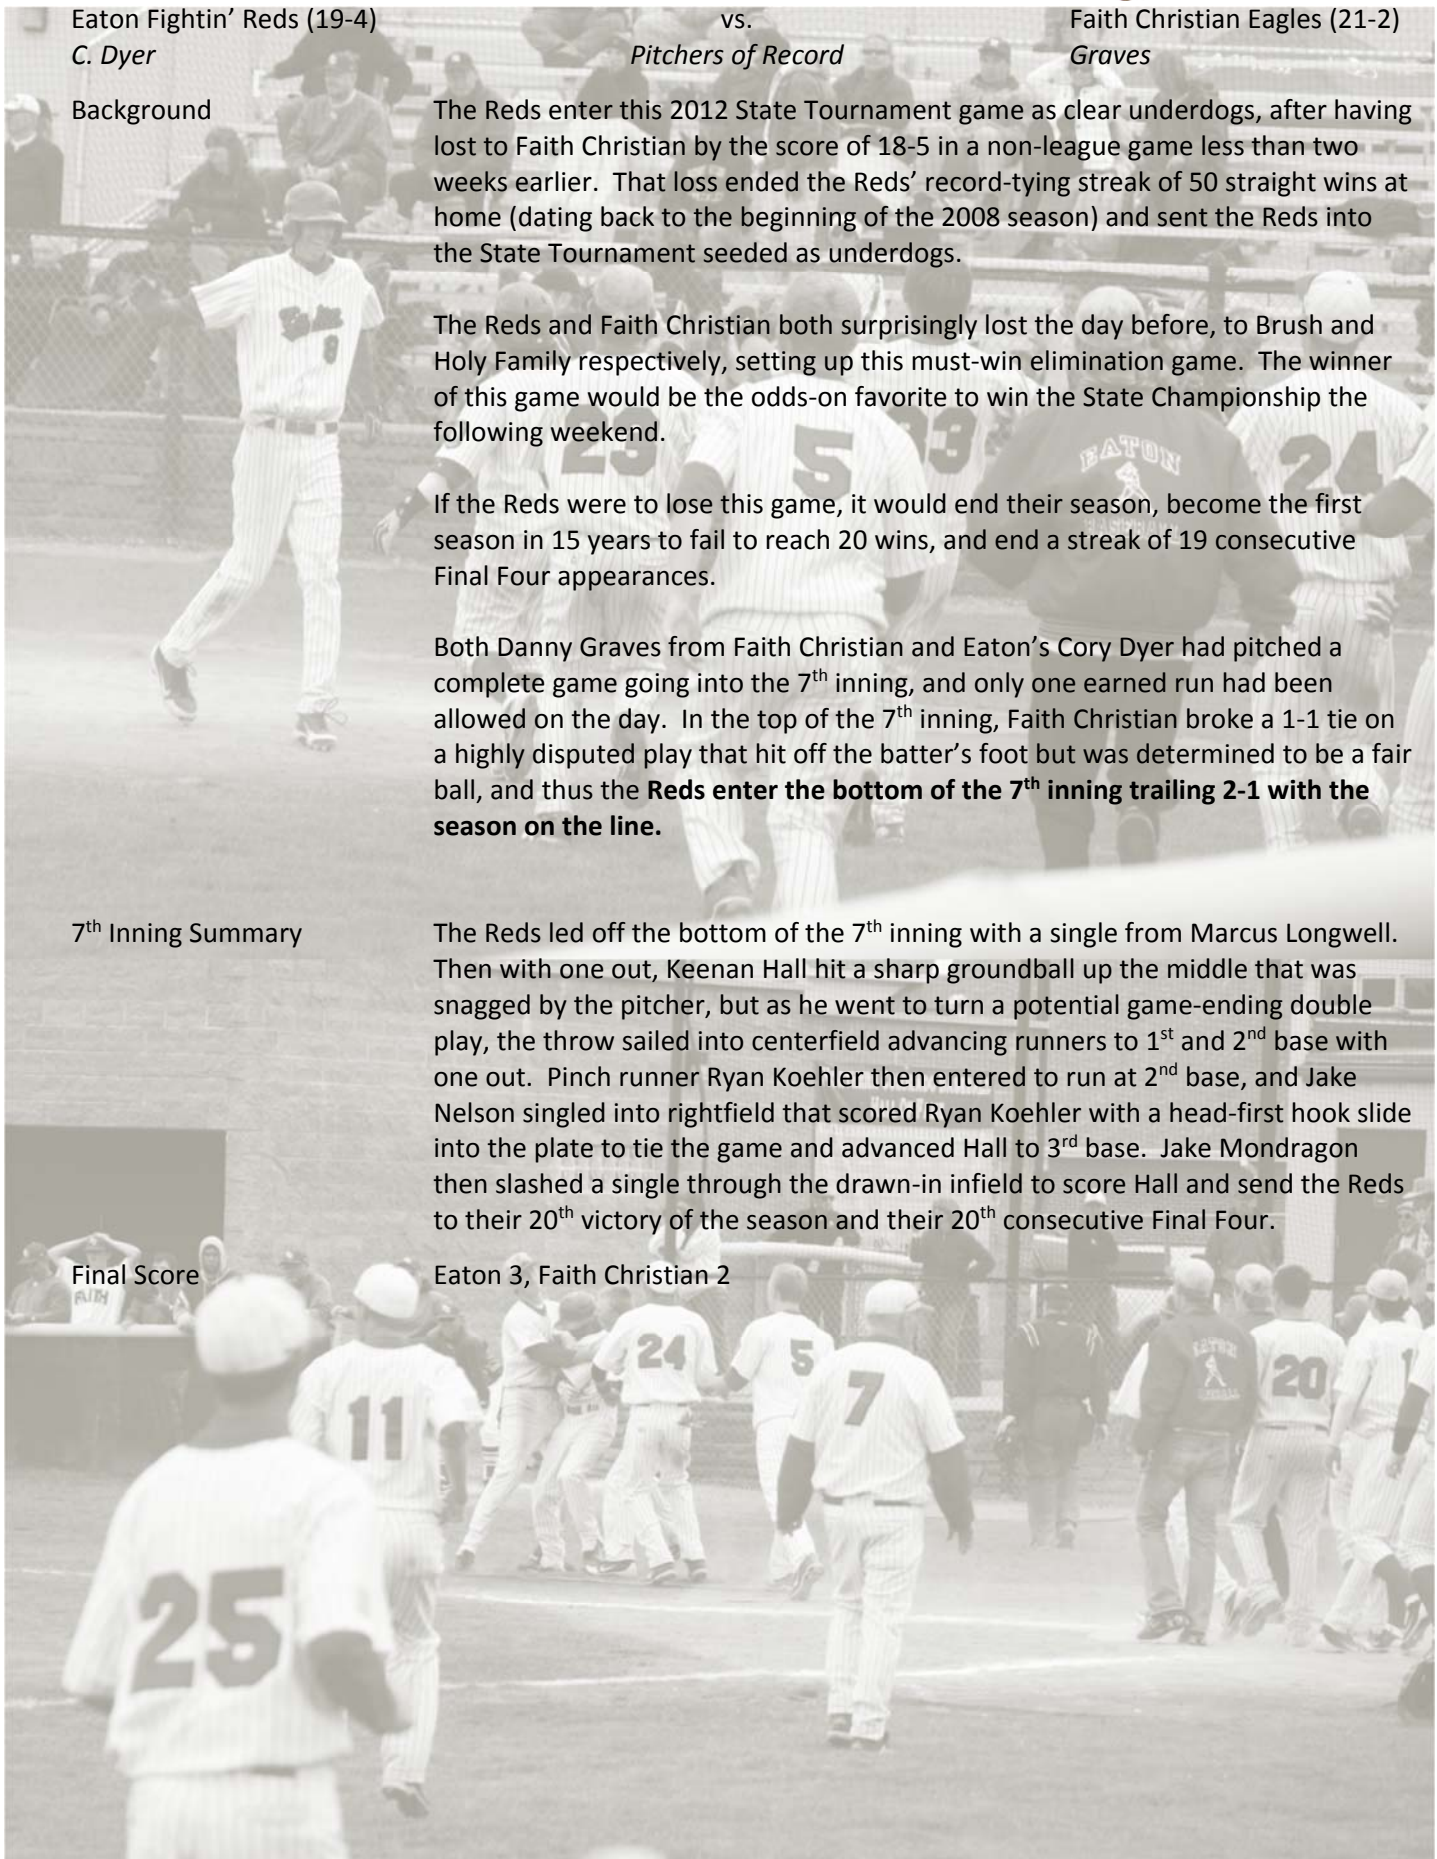 Eaton Fightin’ Reds (19-4) vs. Faith Christian Eagles (21-2)
C. Dyer Pitchers of Record Graves
Background
The Reds enter this 2012 State Tournament game as clear underdogs, after having
lost to Faith Christian by the score of 18-5 in a non-league game less than two
weeks earlier. That loss ended the Reds’ record-tying streak of 50 straight wins at
home (dating back to the beginning of the 2008 season) and sent the Reds into
the State Tournament seeded as underdogs.
The Reds and Faith Christian both surprisingly lost the day before, to Brush and
Holy Family respectively, setting up this must-win elimination game. The winner
of this game would be the odds-on favorite to win the State Championship the
following weekend.
If the Reds were to lose this game, it would end their season, become the first
season in 15 years to fail to reach 20 wins, and end a streak of 19 consecutive
Final Four appearances.
Both Danny Graves from Faith Christian and Eaton’s Cory Dyer had pitched a
complete game going into the 7th inning, and only one earned run had been
allowed on the day. In the top of the 7th inning, Faith Christian broke a 1-1 tie on
a highly disputed play that hit off the batter’s foot but was determined to be a fair
ball, and thus the Reds enter the bottom of the 7th inning trailing 2-1 with the
season on the line.
7th Inning Summary
The Reds led off the bottom of the 7th inning with a single from Marcus Longwell.
Then with one out, Keenan Hall hit a sharp groundball up the middle that was
snagged by the pitcher, but as he went to turn a potential game-ending double
play, the throw sailed into centerfield advancing runners to 1st and 2nd base with
one out. Pinch runner Ryan Koehler then entered to run at 2nd base, and Jake
Nelson singled into rightfield that scored Ryan Koehler with a head-first hook slide
into the plate to tie the game and advanced Hall to 3rd base. Jake Mondragon
then slashed a single through the drawn-in infield to score Hall and send the Reds
to their 20th victory of the season and their 20th consecutive Final Four.
Final Score
Eaton 3, Faith Christian 2
Eaton
8
23
5
33
EATON
BASEBALL
24
FAITH
11
24
5
7
EATON
20
25